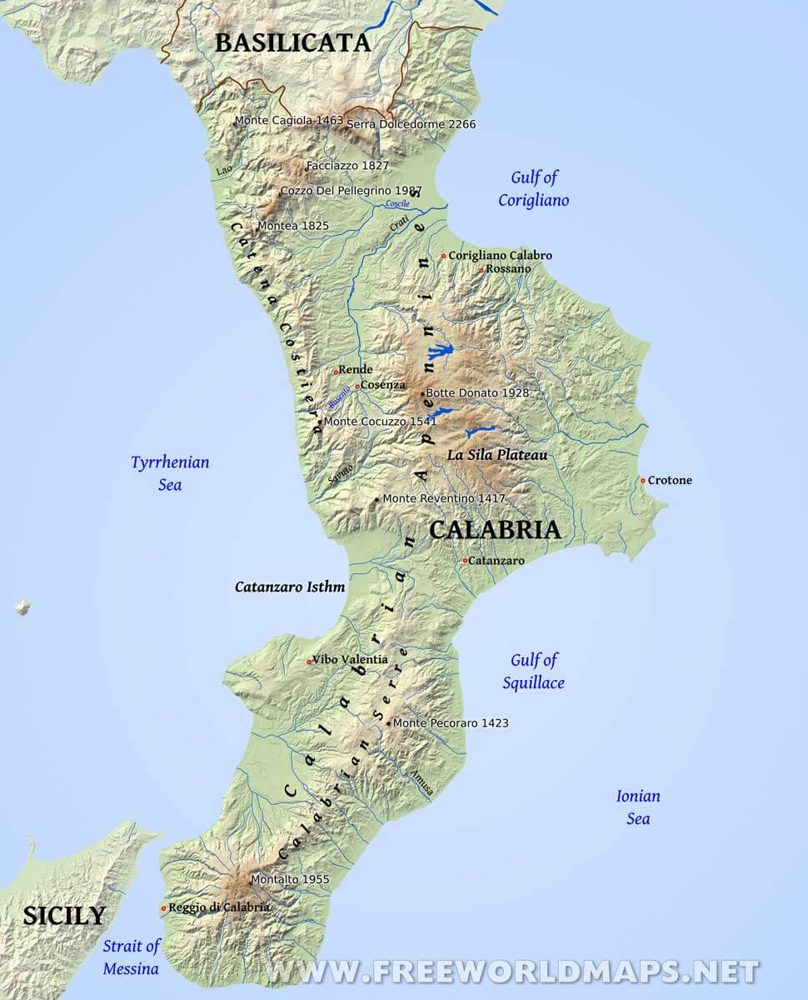 BASILICATA
Monte Cagiola 1463
Serra Dolcedorme 2266
Lao
Facciazzo 1827
Cozzo Del Pellegrino 1987
Gulf of
Corigliano
Coscile
Crati
Montea 1825
Corigliano Calabro
Rossano
Catena Costiera
Rende
Cosenza
Busento
Botte Donato 1928
Monte Cocuzzo 1541
La Sila Plateau
Tyrrhenian
Sea
Savuto
Crotone
Monte Reventino 1417
CALABRIA
Catanzaro
Catanzaro Isthm
Calabrian Apennines
Vibo Valentia
Gulf of
Squillace
Calabrian Serre
Monte Pecoraro 1423
Amusa
Ionian
Sea
Montalto 1955
Reggio di Calabria
SICILY
Strait of
Messina
WWW.FREEWORLDMAPS.NET